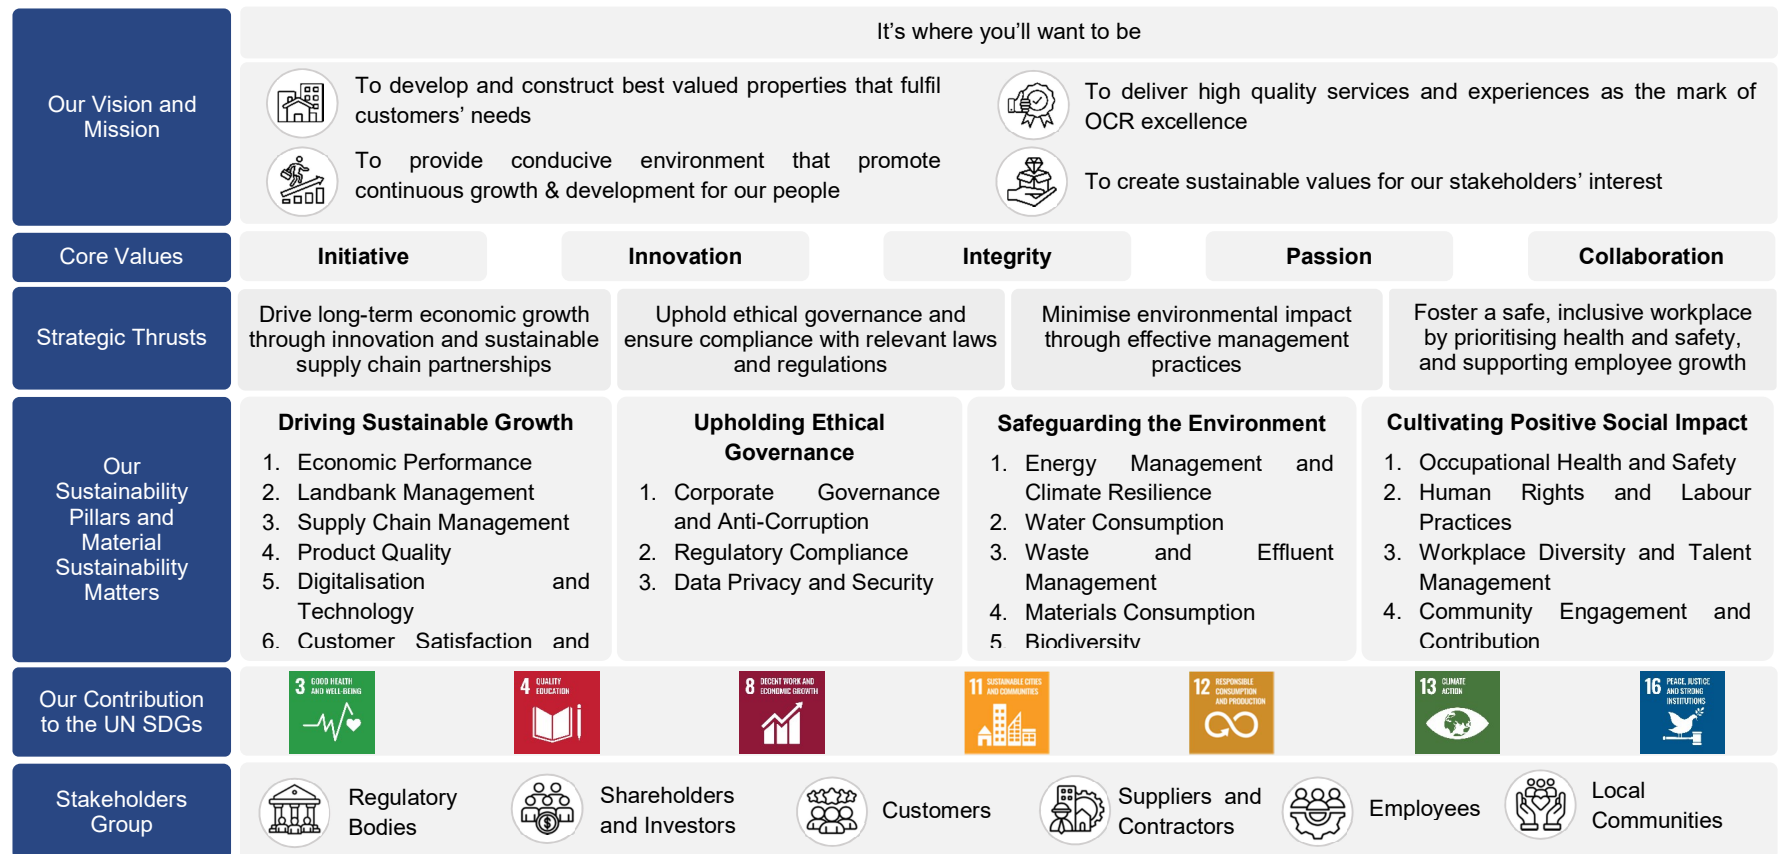 Our Vision and
Mission
It's where you'll want to be
To develop and construct best valued properties that fulfil
customers' needs
To deliver high quality services and experiences as the mark of
OCR excellence
To provide conducive environment that promote
continuous growth & development for our people
To create sustainable values for our stakeholders' interest
Core Values
Initiative
Innovation
Integrity
Passion
Collaboration
Strategic Thrusts
Drive long-term economic growth
through innovation and sustainable
supply chain partnerships
Uphold ethical governance and
ensure compliance with relevant laws
and regulations
Minimise environmental impact
through effective management
practices
Foster a safe, inclusive workplace
by prioritising health and safety,
and supporting employee growth
Our
Sustainability
Pillars and
Material
Sustainability
Matters
Driving Sustainable Growth
1. Economic Performance
2. Landbank Management
3. Supply Chain Management
4. Product Quality
5. Digitalisation and
Technology
6. Customer Satisfaction and
Upholding Ethical
Governance
1. Corporate Governance
and Anti-Corruption
2. Regulatory Compliance
3. Data Privacy and Security
Safeguarding the Environment
1. Energy Management and
Climate Resilience
2. Water Consumption
3. Waste and Effluent
Management
4. Materials Consumption
5. Biodiversity
Cultivating Positive Social Impact
1. Occupational Health and Safety
2. Human Rights and Labour
Practices
3. Workplace Diversity and Talent
Management
4. Community Engagement and
Contribution
Our Contribution
to the UN SDGs
3 GOOD HEALTH
AND WELL-BEING
4 QUALITY
EDUCATION
8 DECENT WORK AND
ECONOMIC GROWTH
11 SUSTAINABLE CITIES
AND COMMUNITIES
12 RESPONSIBLE
CONSUMPTION
AND PRODUCTION
13 CLIMATE
ACTION
16 PEACE, JUSTICE
AND STRONG
INSTITUTIONS
Stakeholders
Group
Regulatory
Bodies
Shareholders
and Investors
Customers
Suppliers and
Contractors
Employees
Local
Communities